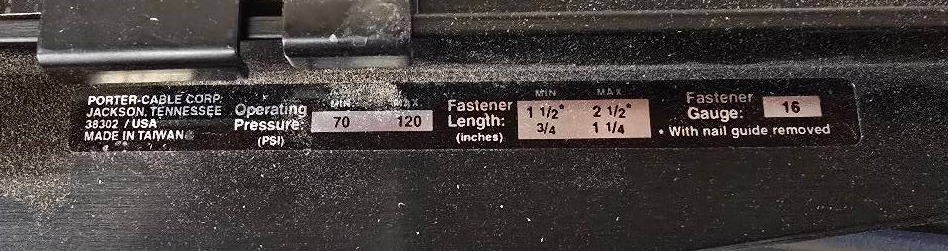 PORTER-CABLE CORP.
JACKSON, TENNESSEE
38302 / USA
MADE IN TAIWAN
Operating
Pressure:
(PSI)
MIN MAX
70 120
Fastener
Length:
(inches)
MIN MAX
1 1/2* 2 1/2*
3/4 1 1/4
Fastener
Gauge:
16
• With nail guide removed